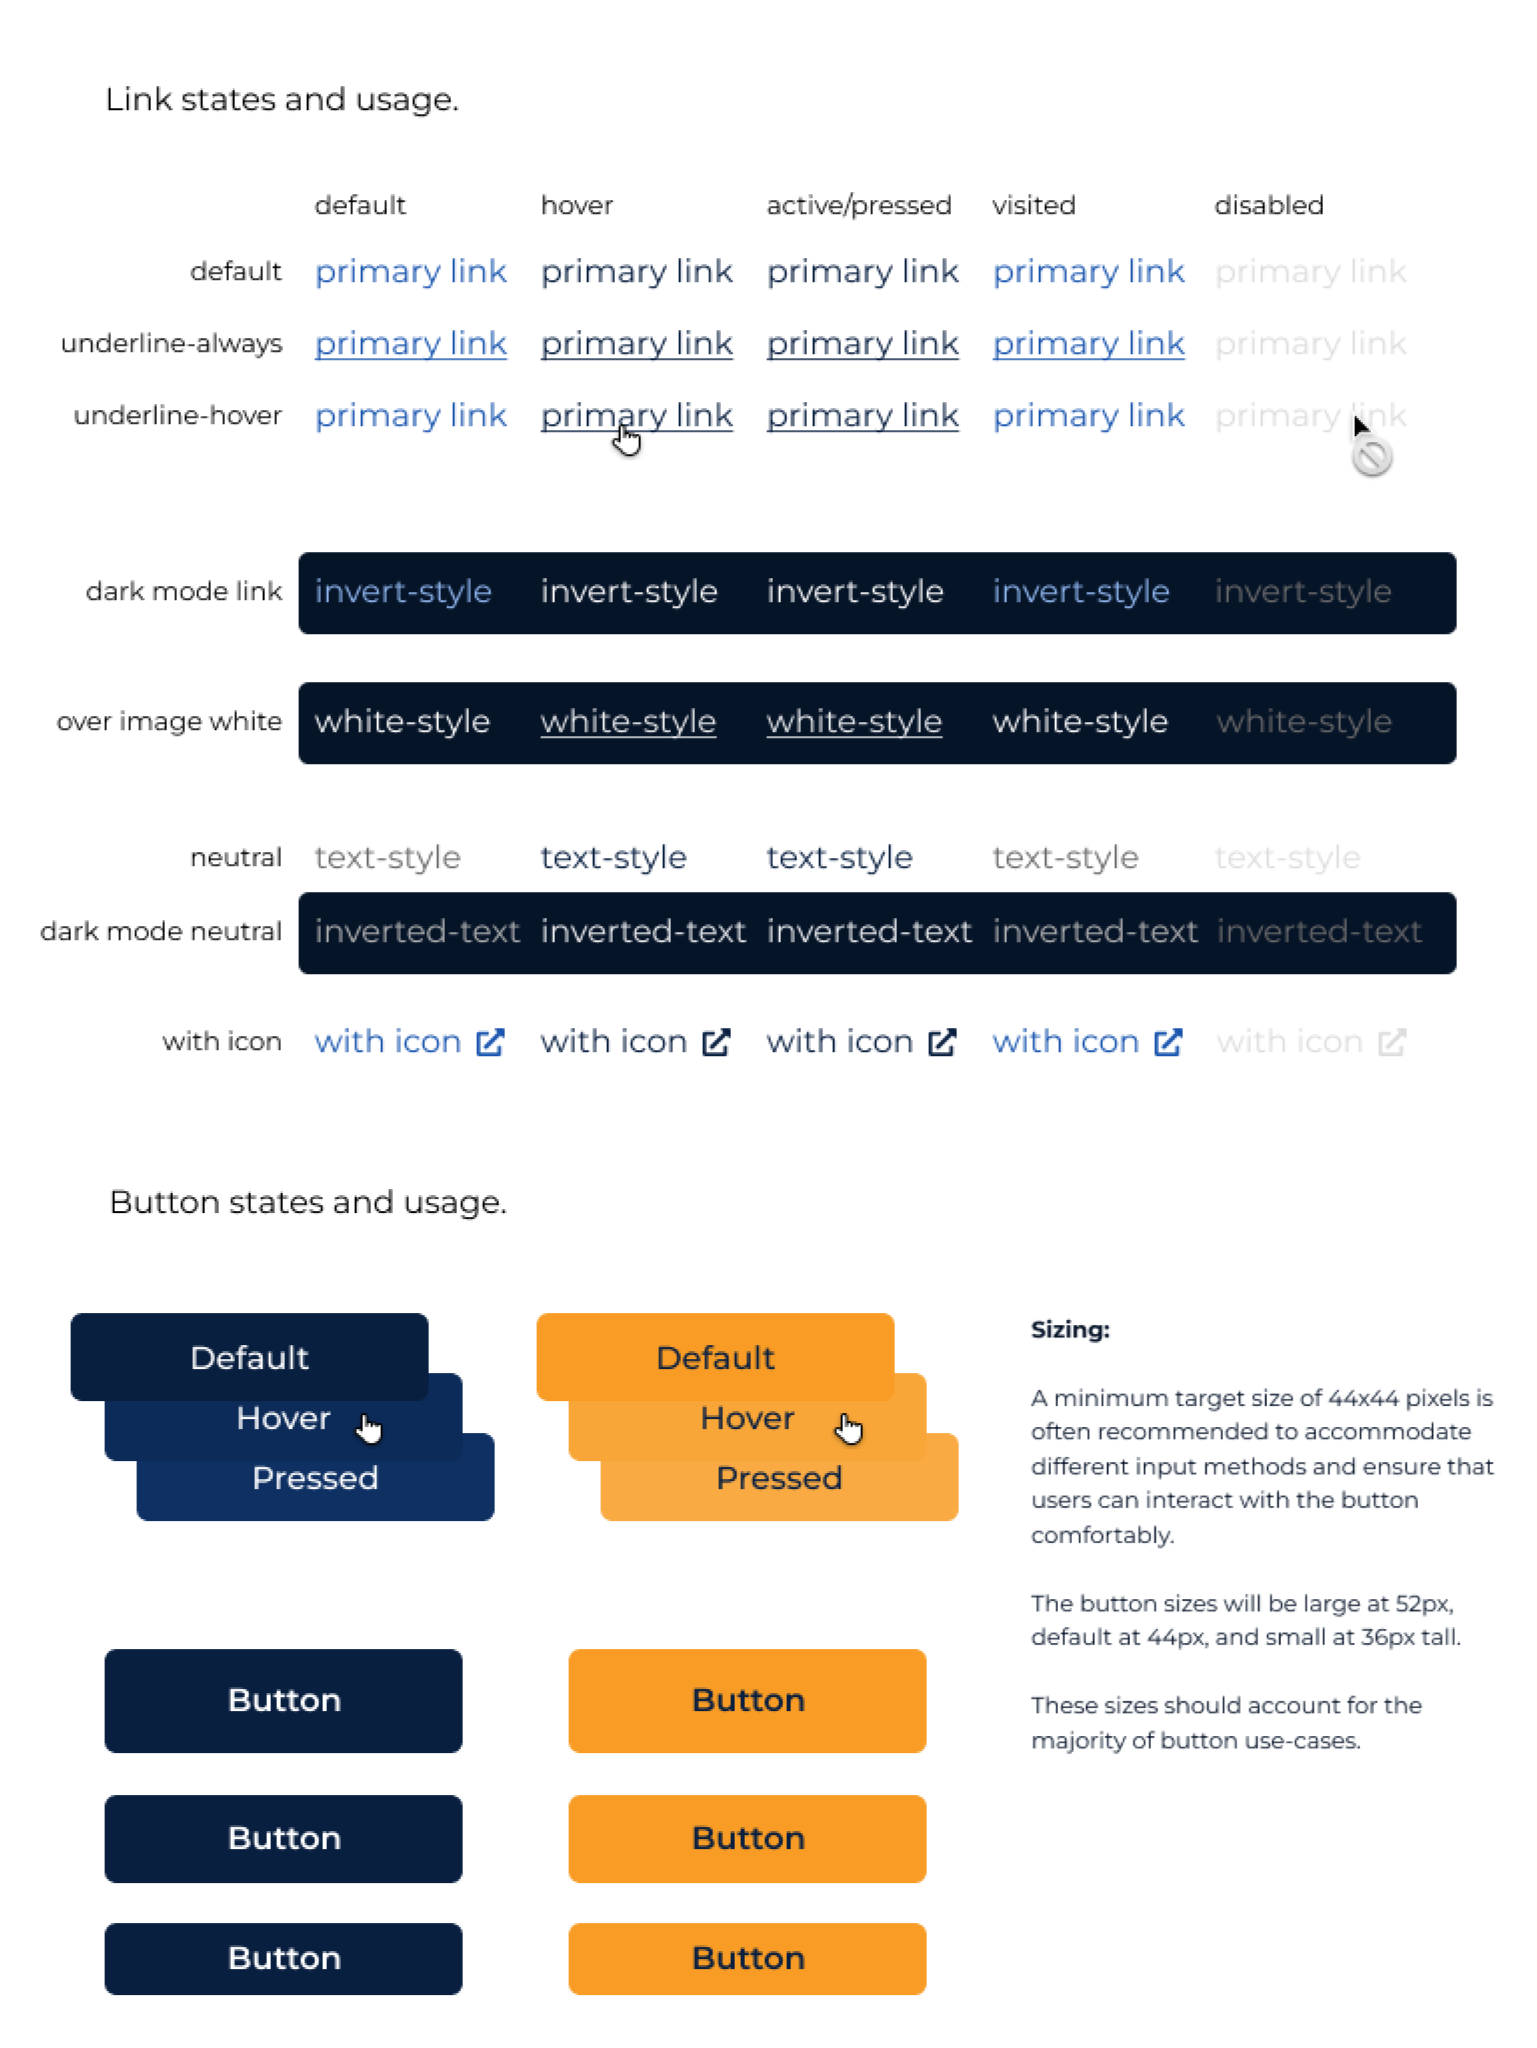 Link states and usage.
default hover active/pressed visited disabled
default primary link primary link primary link primary link primary link
underline-always primary link primary link primary link primary link primary link
underline-hover primary link primary link primary link primary link primary link
dark mode link invert-style invert-style invert-style invert-style invert-style
over image white white-style white-style white-style white-style white-style
neutral text-style text-style text-style text-style text-style
dark mode neutral inverted-text inverted-text inverted-text inverted-text inverted-text
with icon with icon with icon with icon with icon with icon
Button states and usage.
Default
Hover
Pressed
Default
Hover
Pressed
Button
Button
Button
Button
Button
Button
Sizing:
A minimum target size of 44x44 pixels is
often recommended to accommodate
different input methods and ensure that
users can interact with the button
comfortably.
The button sizes will be large at 52px,
default at 44px, and small at 36px tall.
These sizes should account for the
majority of button use-cases.